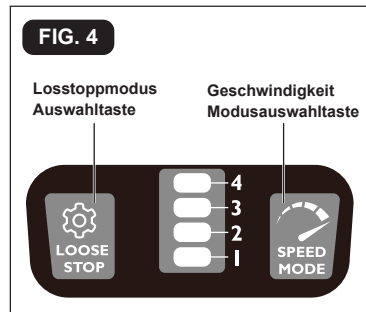 FIG. 4
Losstoppmodus
Auswahltaste
Geschwindigkeit
Modusauswahltaste
4
3
2
1
LOOSE
STOP
SPEED
MODE